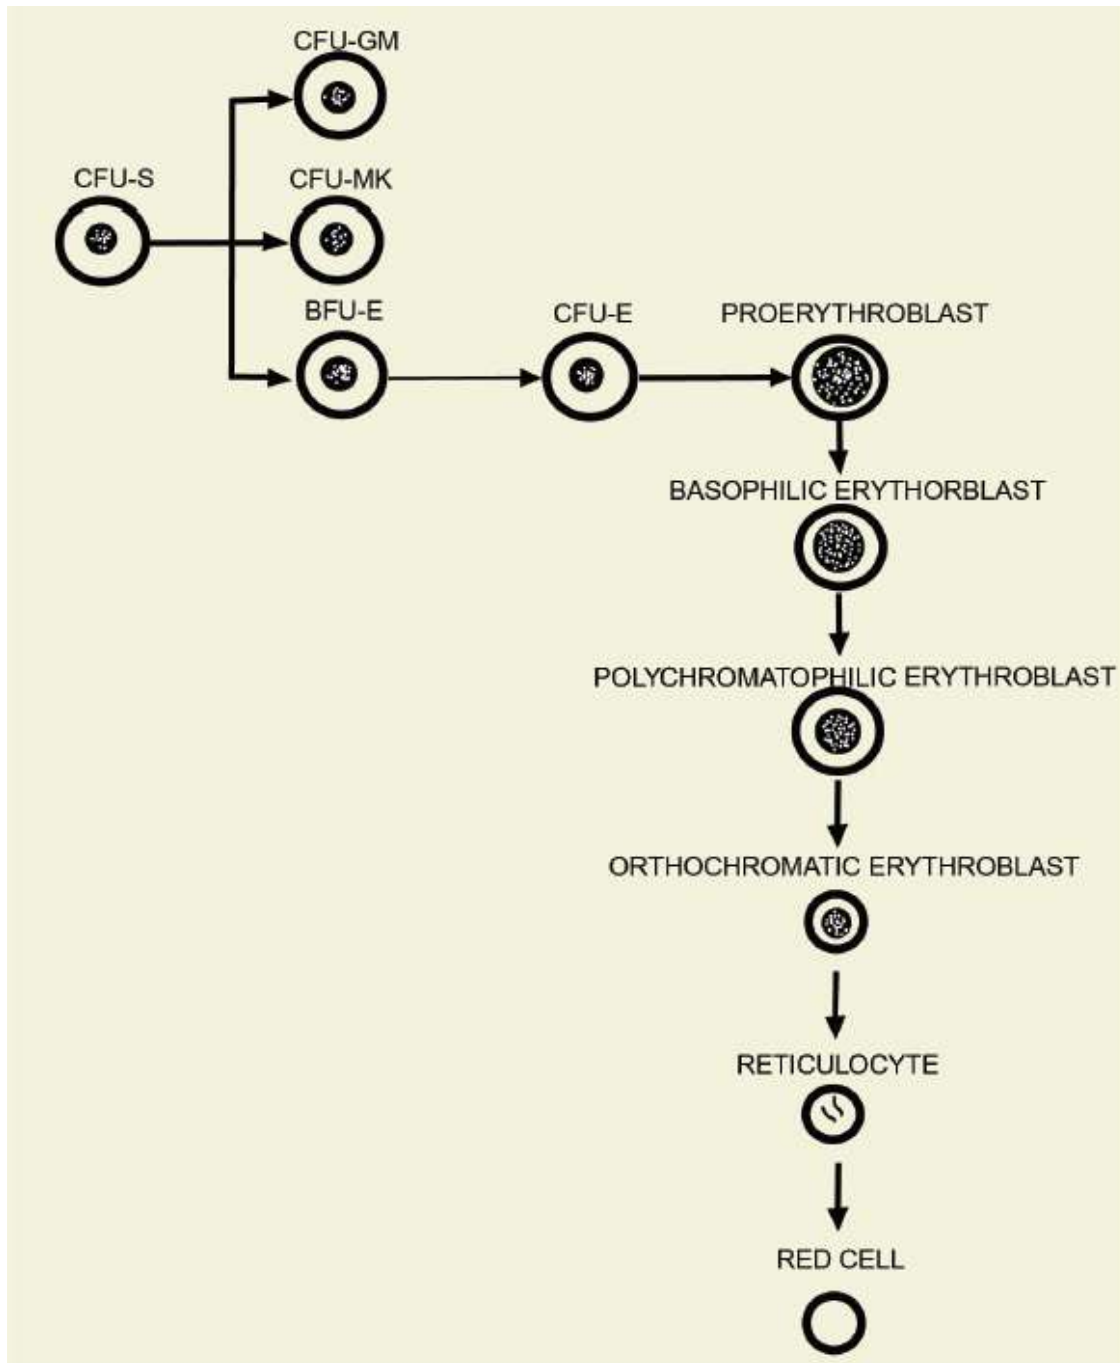 CFU-GM
CFU-S
CFU-MK
BFU-E
CFU-E
PROERYTHROBLAST
BASOPHILIC ERYTHORBLAST
POLYCHROMATOPHILIC ERYTHROBLAST
ORTHOCHROMATIC ERYTHROBLAST
RETICULOCYTE
RED CELL